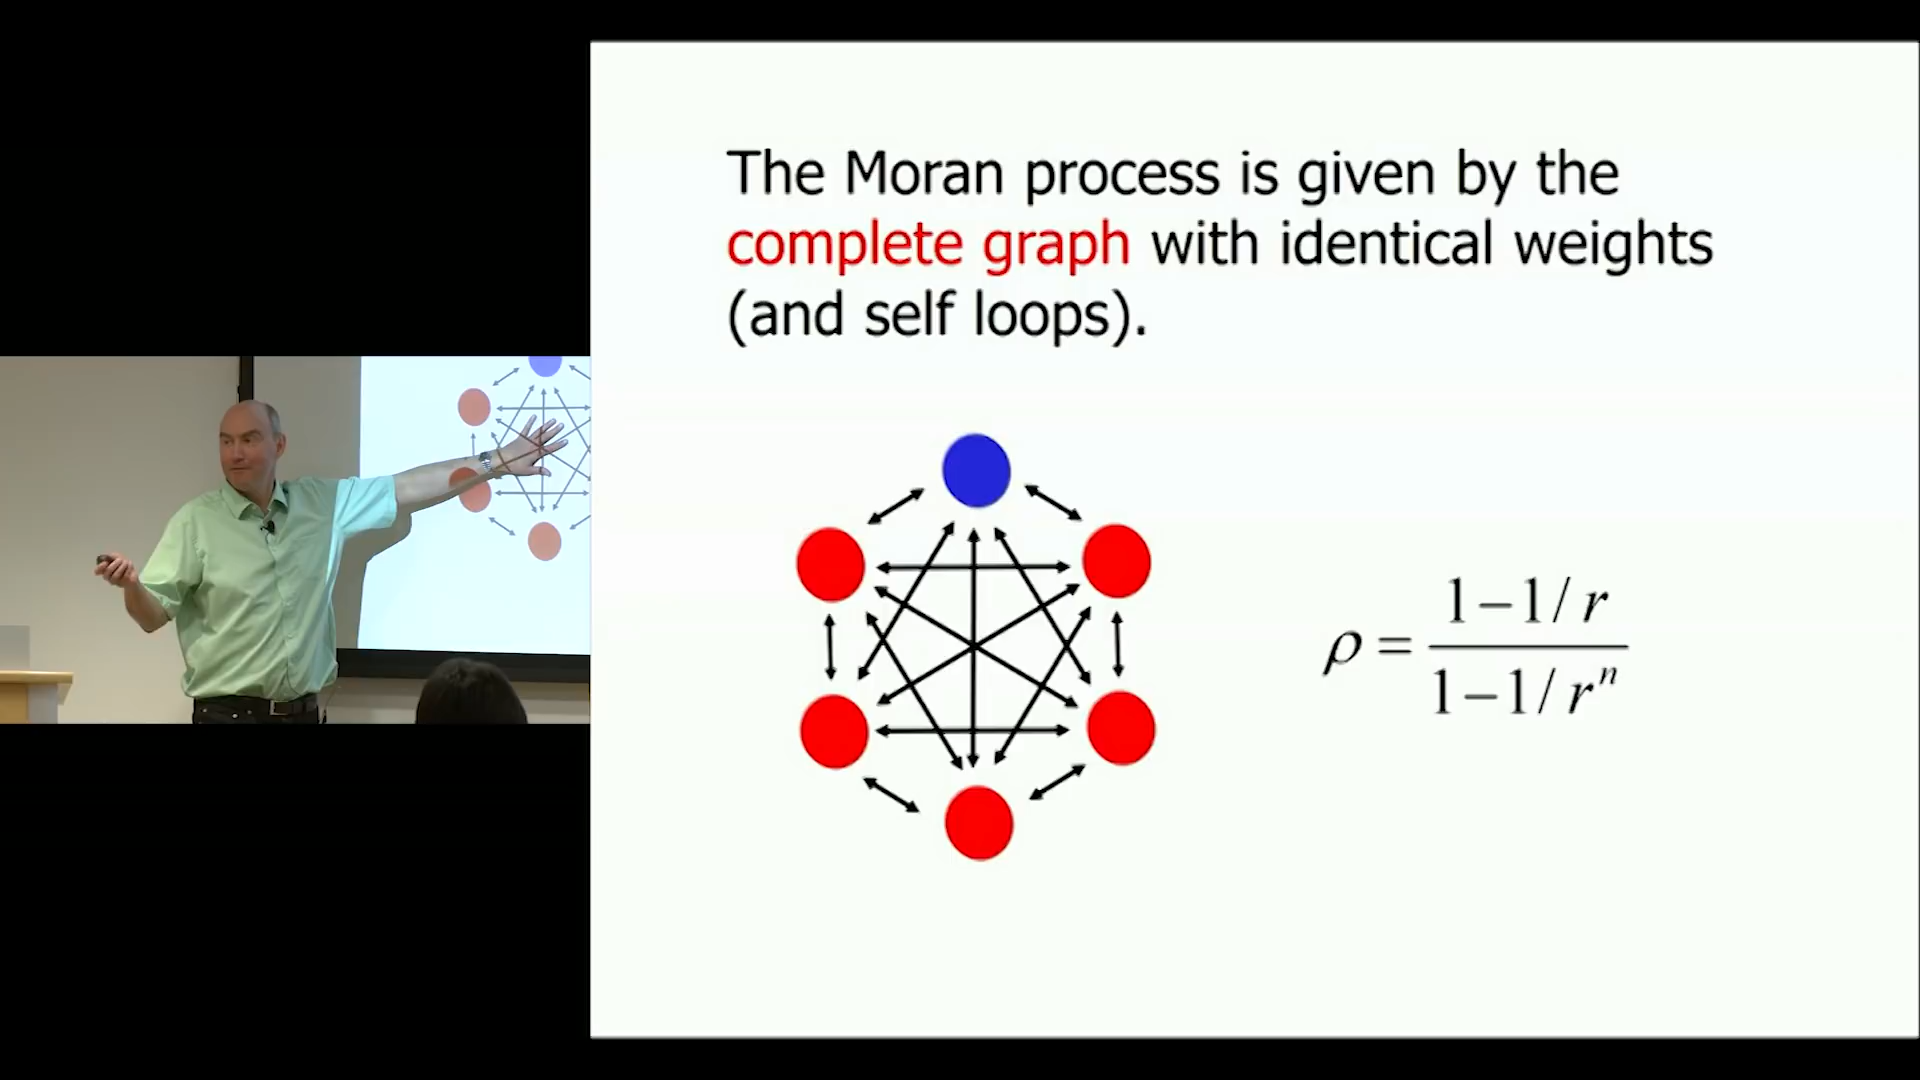 The Moran process is given by the
complete graph with identical weights
(and self loops).
ρ = (1−1/r)/(1−1/rⁿ)